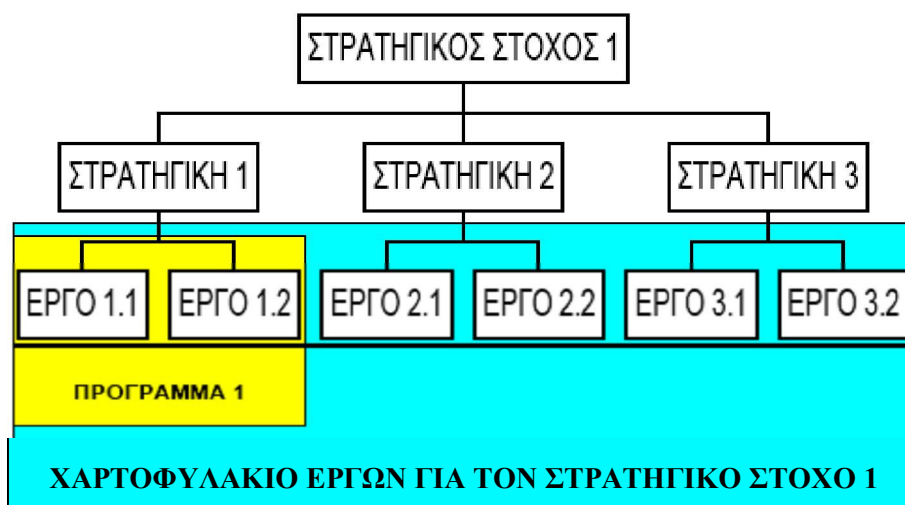 ΣΤΡΑΤΗΓΙΚΟΣ ΣΤΟΧΟΣ 1
ΣΤΡΑΤΗΓΙΚΗ 1
ΣΤΡΑΤΗΓΙΚΗ 2
ΣΤΡΑΤΗΓΙΚΗ 3
ΕΡΓΟ 1.1
ΕΡΓΟ 1.2
ΕΡΓΟ 2.1
ΕΡΓΟ 2.2
ΕΡΓΟ 3.1
ΕΡΓΟ 3.2
ΠΡΟΓΡΑΜΜΑ 1
ΧΑΡΤΟΦΥΛΑΚΙΟ ΕΡΓΩΝ ΓΙΑ ΤΟΝ ΣΤΡΑΤΗΓΙΚΟ ΣΤΟΧΟ 1